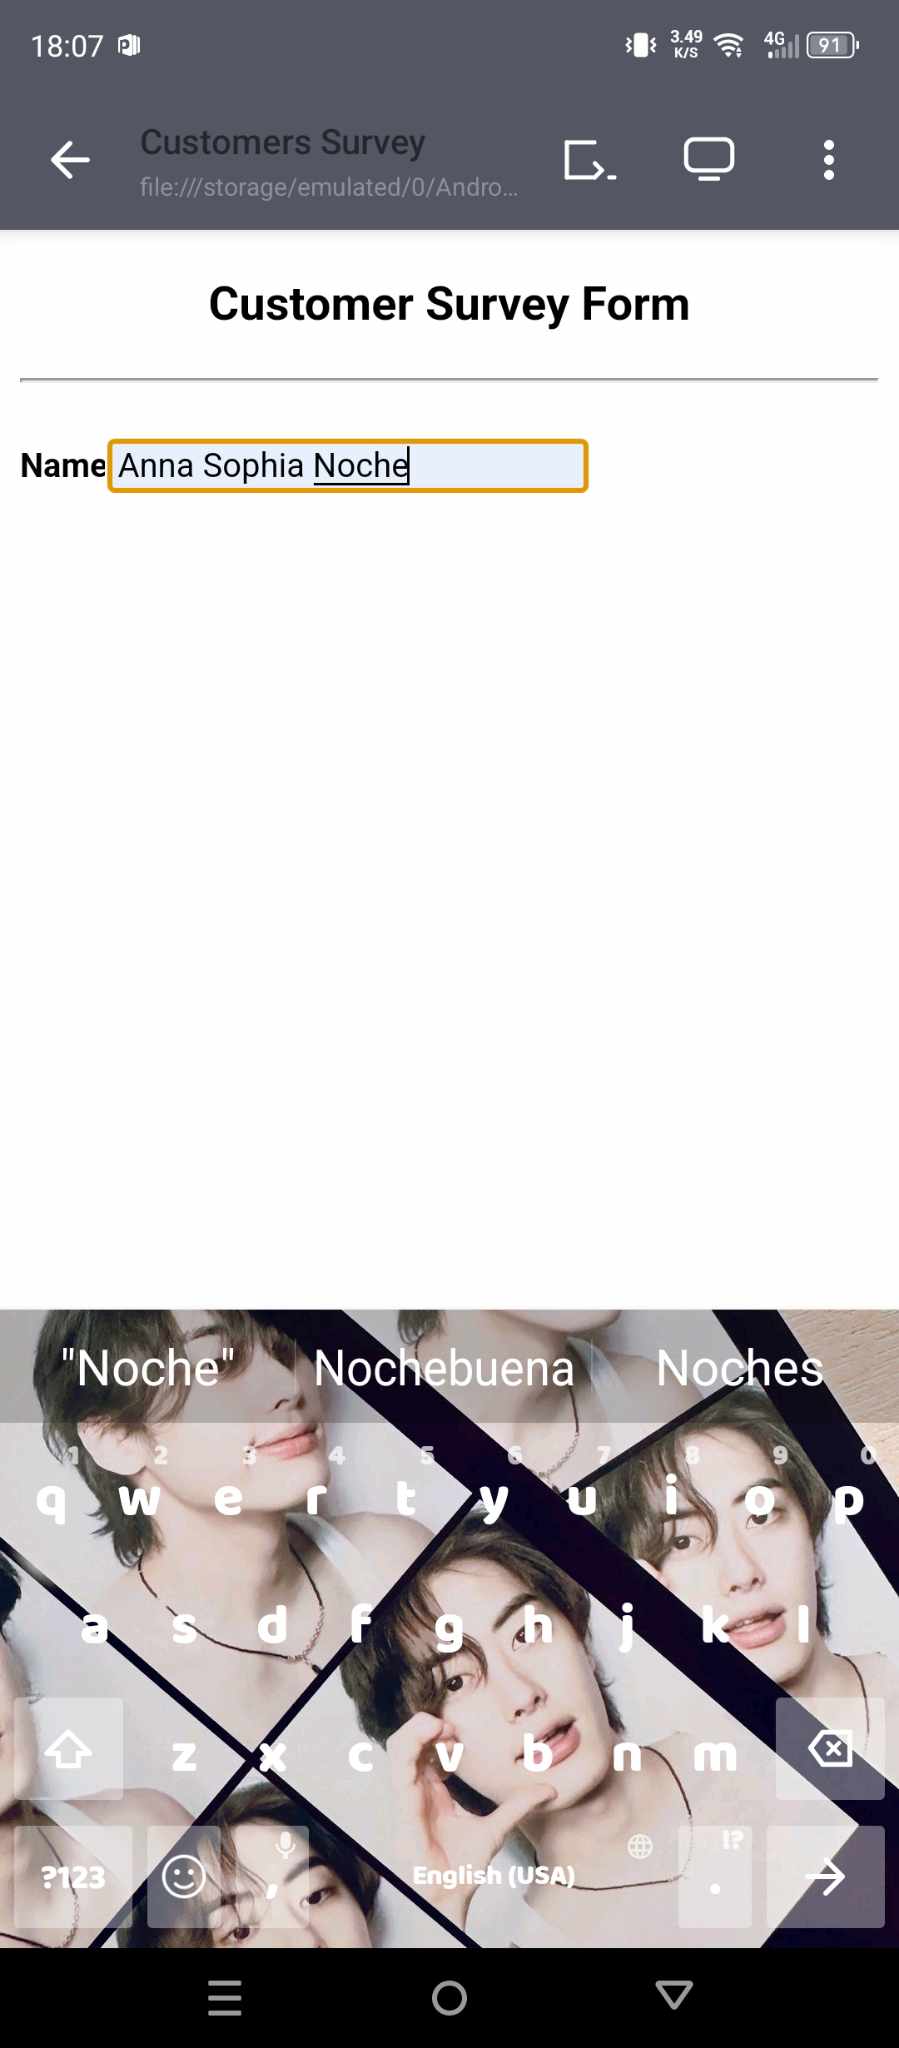 18:07 3.49 K/S 4G 91
Customers Survey
file:///storage/emulated/0/Andro...
Customer Survey Form
Name Anna Sophia Noche
"Noche" Nochebuena Noches
1 2 3 4 5 6 7 8 9 0
q w e r t y u i o p
a s d f g h j k l
z x c v b n m
!?
?123 , English (USA) .